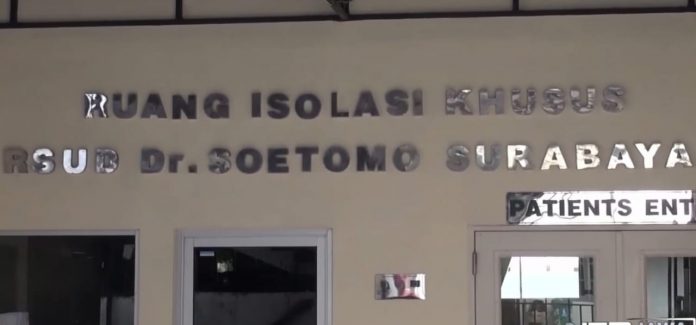 RUANG ISOLASI KHUSUS
RSUD Dr. SOETOMO SURABAYA
PATIENTS ENT